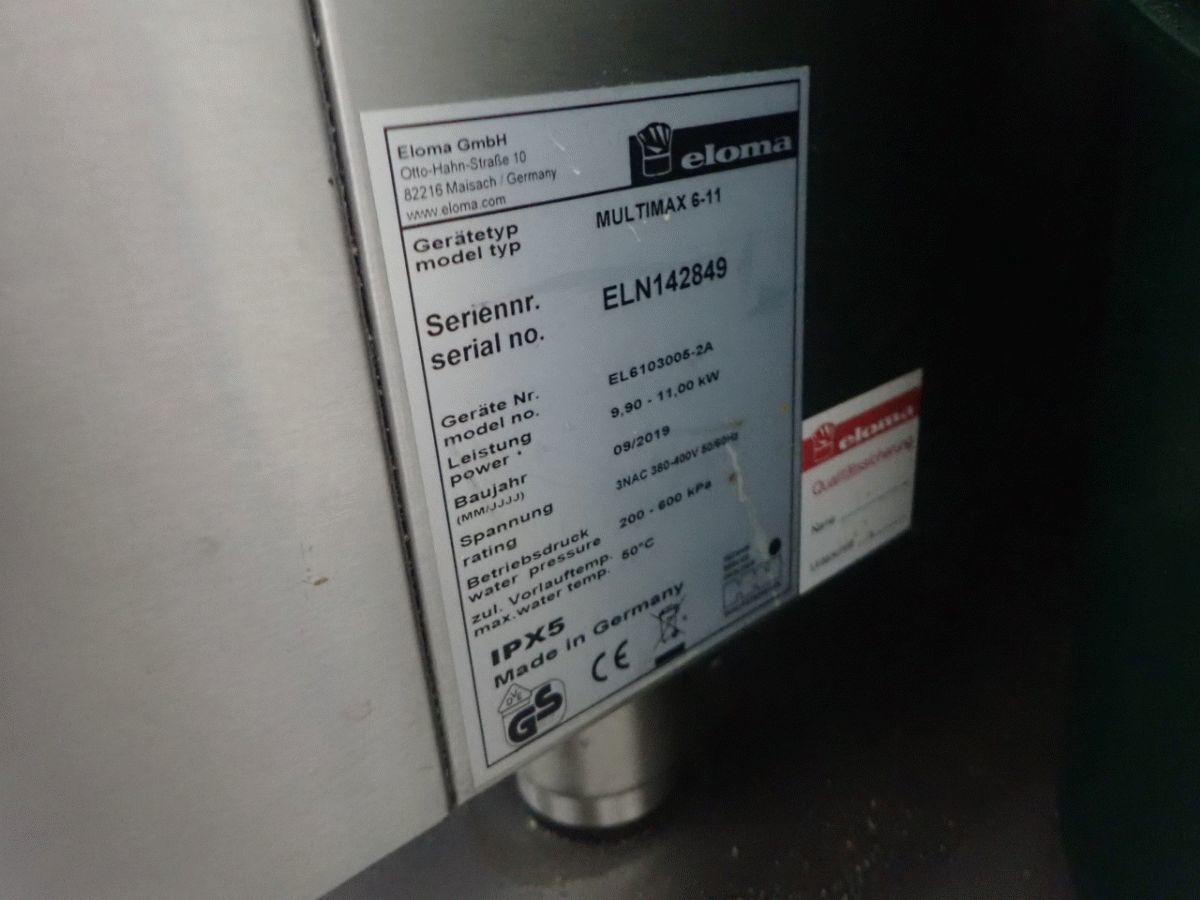 Eloma GmbH
Otto-Hahn-Straße 10
82216 Maisach / Germany
www.eloma.com
eloma
Gerätetyp
model typ
MULTIMAX 6-11
Seriennr.
serial no.
ELN142849
Geräte Nr.
model no.
EL6103005-2A
Leistung
power *
9,90 - 11,00 kW
Baujahr
(MM/JJJJ)
09/2019
Spannung
rating
3NAC 380-400V 50/60Hz
Betriebsdruck
water pressure
200 - 600 kPa
zul. Vorlauftemp.
max.water temp.
50°C
IPX5
Made in Germany
CE
VDE
GS
eloma
Qualitätssicherung
Name